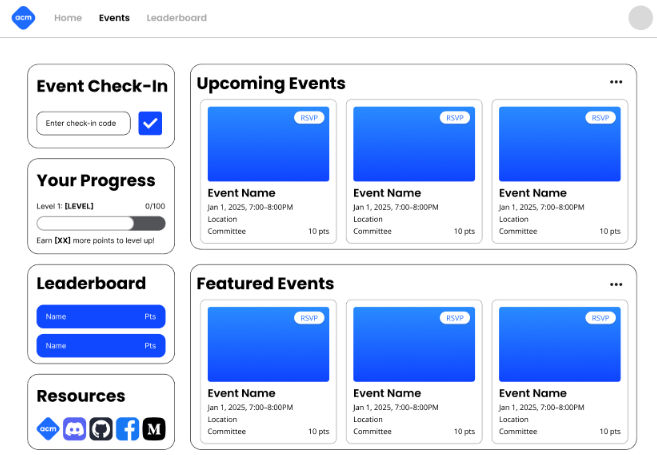 acm Home Events Leaderboard
Event Check-In
Enter check-in code
Your Progress
Level 1: [LEVEL] 0/100
Earn [XX] more points to level up!
Leaderboard
Name Pts
Name Pts
Resources
acm
M
Upcoming Events
RSVP RSVP RSVP
Event Name Event Name Event Name
Jan 1, 2025, 7:00–8:00PM Jan 1, 2025, 7:00–8:00PM Jan 1, 2025, 7:00–8:00PM
Location Location Location
Committee 10 pts Committee 10 pts Committee 10 pts
Featured Events
RSVP RSVP RSVP
Event Name Event Name Event Name
Jan 1, 2025, 7:00–8:00PM Jan 1, 2025, 7:00–8:00PM Jan 1, 2025, 7:00–8:00PM
Location Location Location
Committee 10 pts Committee 10 pts Committee 10 pts